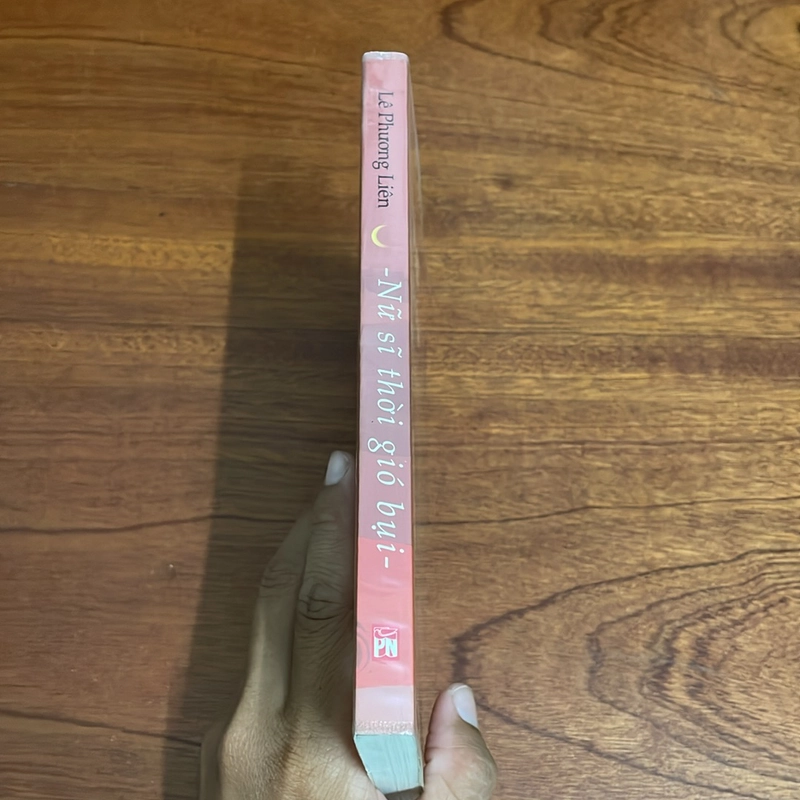 Lê Phương Liên
-Nữ sĩ thời gió bụi-
PN